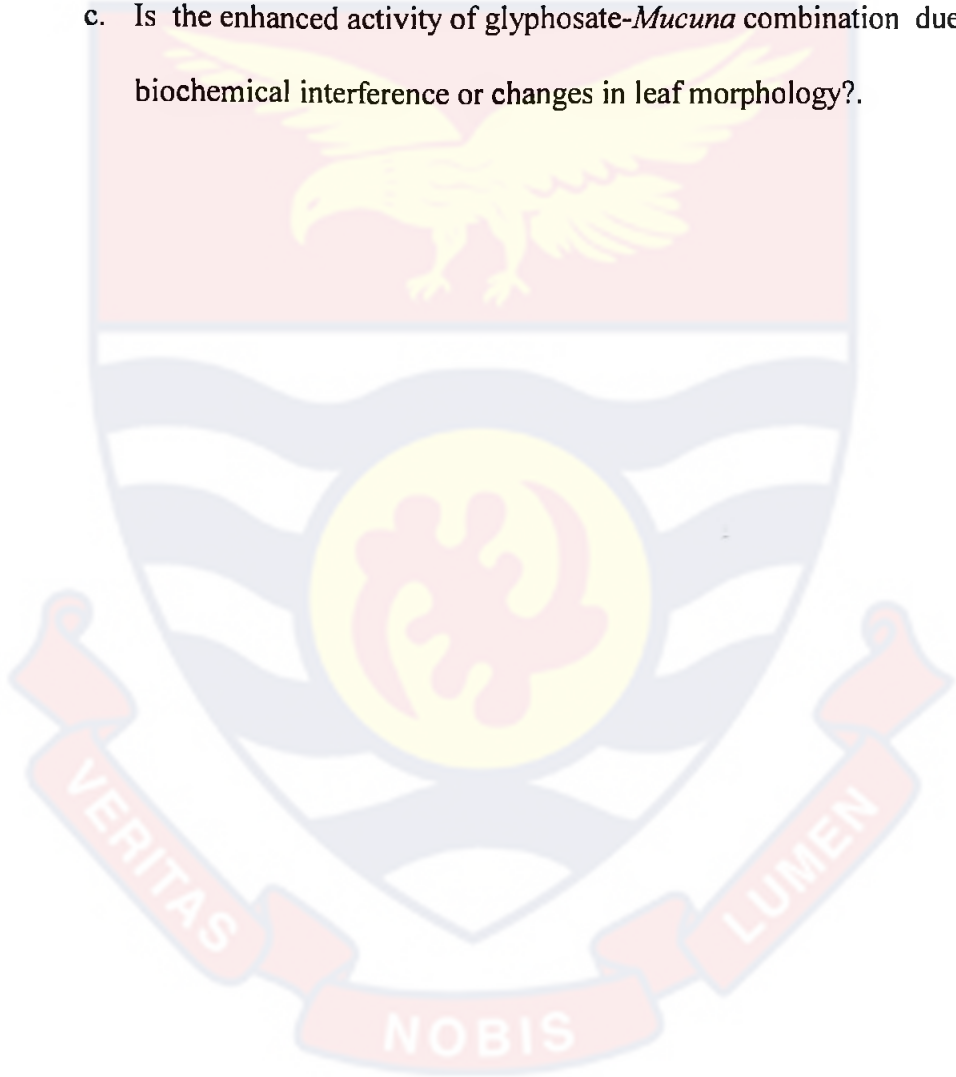 c. Is the enhanced activity of glyphosate-Mucuna combination due
biochemical interference or changes in leaf morphology?.
VERITAS
NOBIS
LUMEN